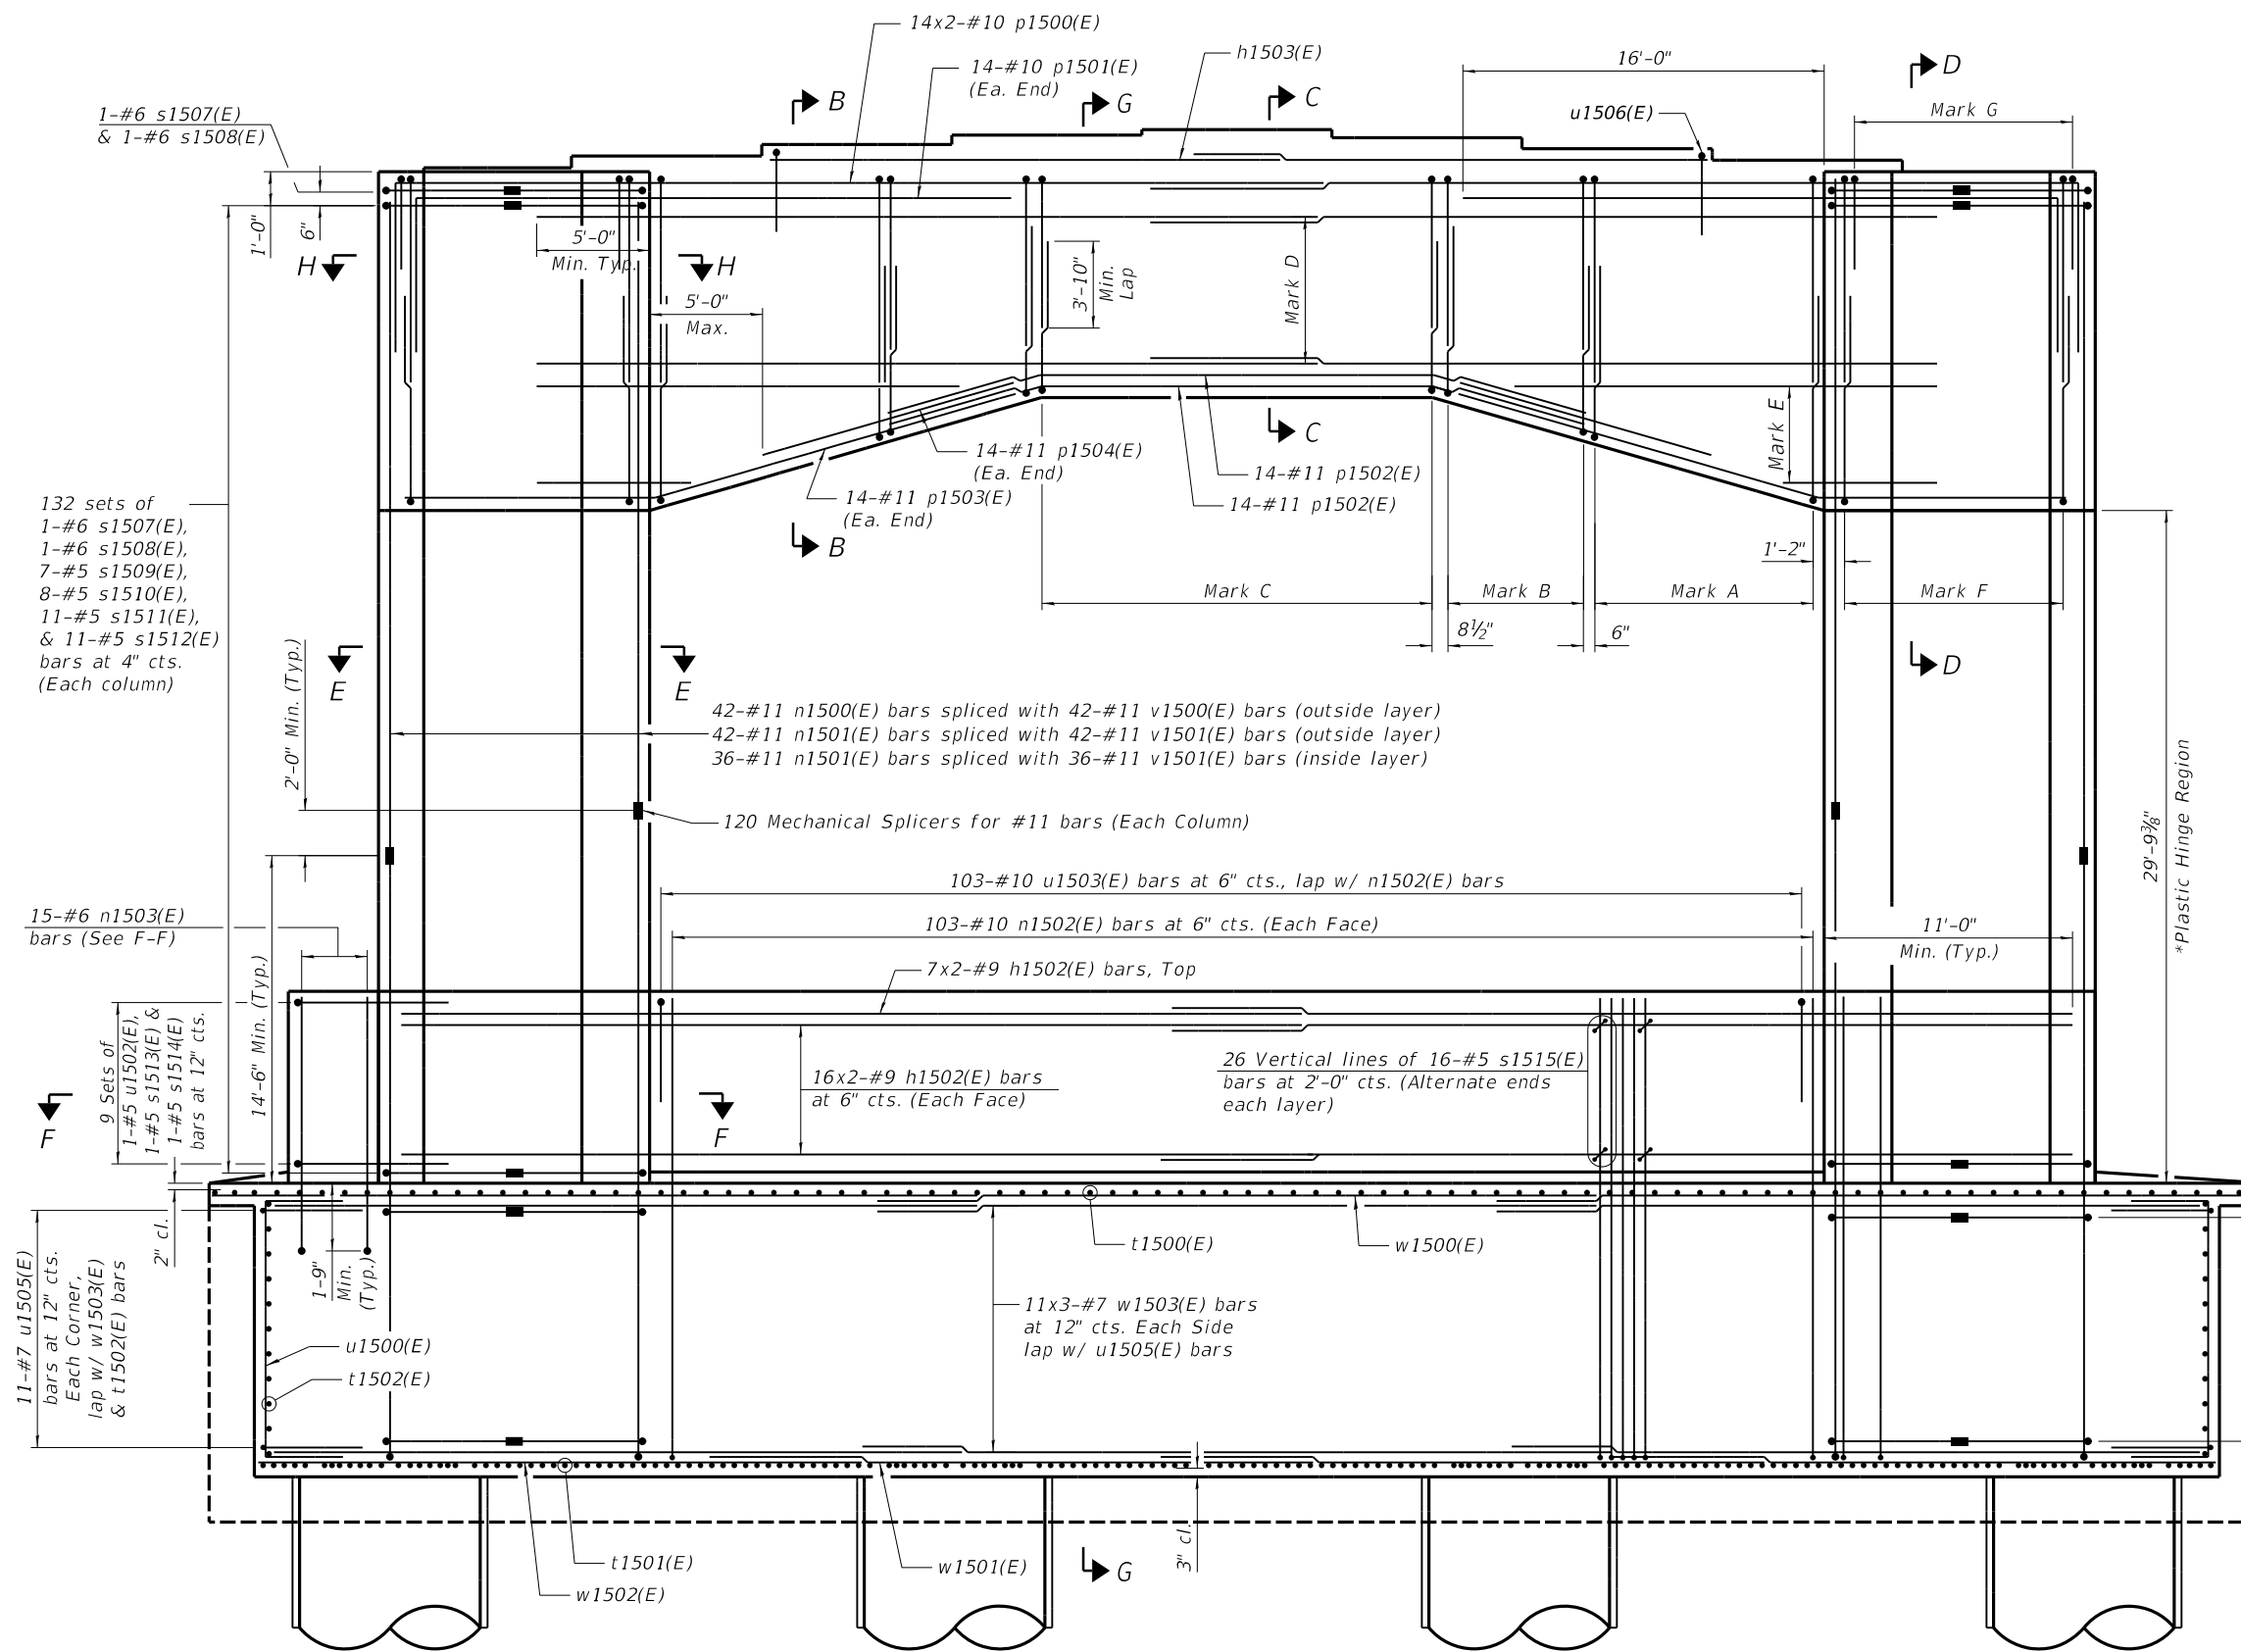 14x2-#10 p1500(E)
h1503(E)
14-#10 p1501(E)
(Ea. End)
16'-0"
D
B
G
C
u1506(E)
Mark G
1-#6 s1507(E)
& 1-#6 s1508(E)
1'-0"
6"
5'-0"
Min. Typ.
H
H
5'-0"
Max.
3'-10"
Min.
Lap
Mark D
Mark E
C
14-#11 p1504(E)
(Ea. End)
14-#11 p1502(E)
14-#11 p1503(E)
(Ea. End)
14-#11 p1502(E)
B
132 sets of
1-#6 s1507(E),
1-#6 s1508(E),
7-#5 s1509(E),
8-#5 s1510(E),
11-#5 s1511(E),
& 11-#5 s1512(E)
bars at 4" cts.
(Each column)
1'-2"
Mark C
Mark B
Mark A
Mark F
8½"
6"
D
E
E
2'-0" Min. (Typ.)
42-#11 n1500(E) bars spliced with 42-#11 v1500(E) bars (outside layer)
42-#11 n1501(E) bars spliced with 42-#11 v1501(E) bars (outside layer)
36-#11 n1501(E) bars spliced with 36-#11 v1501(E) bars (inside layer)
120 Mechanical Splicers for #11 bars (Each Column)
29'-9⅜"
*Plastic Hinge Region
103-#10 u1503(E) bars at 6" cts., lap w/ n1502(E) bars
103-#10 n1502(E) bars at 6" cts. (Each Face)
11'-0"
Min. (Typ.)
15-#6 n1503(E)
bars (See F-F)
7x2-#9 h1502(E) bars, Top
14'-6" Min. (Typ.)
9 Sets of
1-#5 u1502(E),
1-#5 s1513(E) &
1-#5 s1514(E)
bars at 12" cts.
16x2-#9 h1502(E) bars
at 6" cts. (Each Face)
26 Vertical lines of 16-#5 s1515(E)
bars at 2'-0" cts. (Alternate ends
each layer)
F
F
2" cl.
1-9"
Min.
(Typ.)
t1500(E)
w1500(E)
11-#7 u1505(E)
bars at 12" cts.
Each Corner,
lap w/ w1503(E)
& t1502(E) bars
11x3-#7 w1503(E) bars
at 12" cts. Each Side
lap w/ u1505(E) bars
u1500(E)
t1502(E)
3" cl.
t1501(E)
w1502(E)
w1501(E)
G